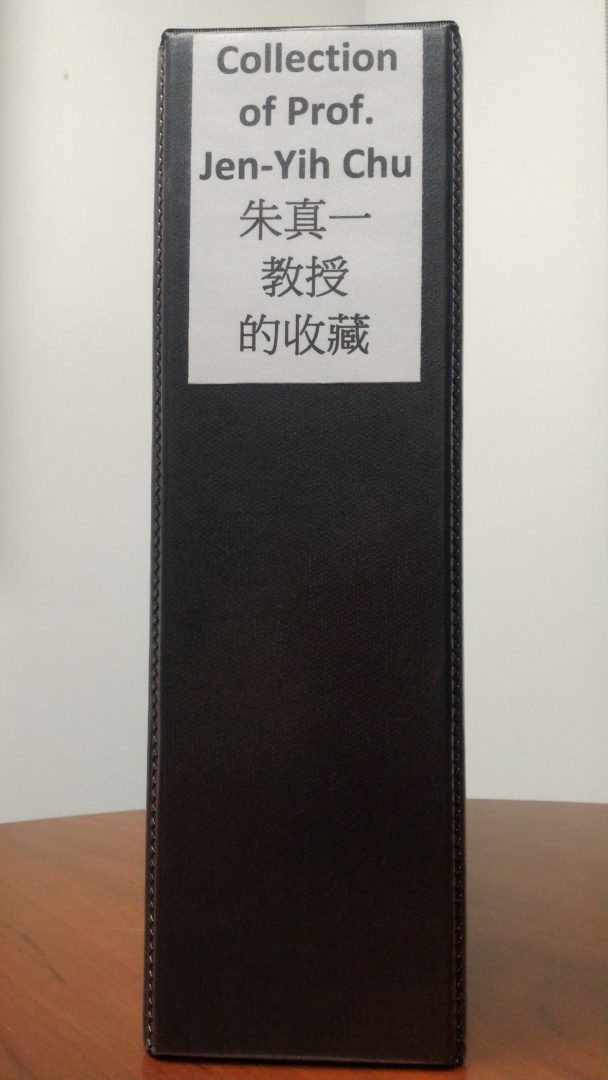 Collection
of Prof.
Jen-Yih Chu
朱真一
教授
的收藏